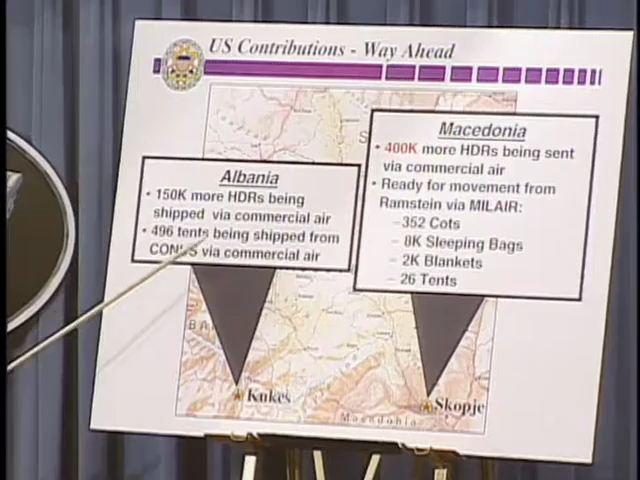 US Contributions - Way Ahead
Albania
• 150K more HDRs being
shipped via commercial air
• 496 tents being shipped from
CONUS via commercial air
Macedonia
• 400K more HDRs being sent
via commercial air
• Ready for movement from
Ramstein via MILAIR:
–352 Cots
– 8K Sleeping Bags
– 2K Blankets
– 26 Tents
Kukes
Skopje
Macedonia